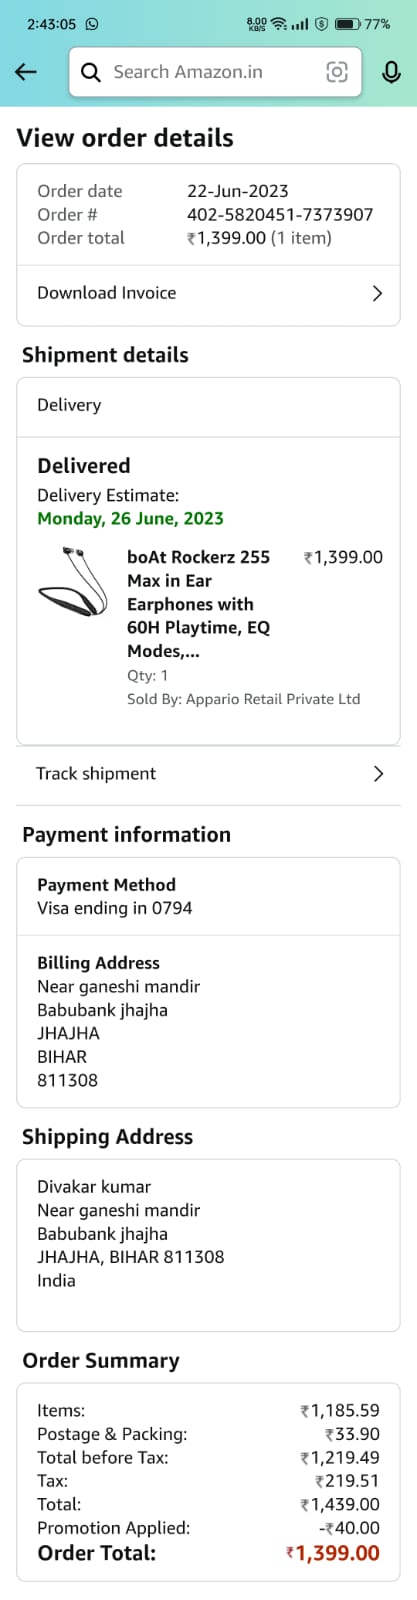 2:43:05 8.00 KB/S 77%
Search Amazon.in
View order details
Order date 22-Jun-2023
Order # 402-5820451-7373907
Order total ₹1,399.00 (1 item)
Download Invoice
Shipment details
Delivery
Delivered
Delivery Estimate:
Monday, 26 June, 2023
boAt Rockerz 255 ₹1,399.00
Max in Ear
Earphones with
60H Playtime, EQ
Modes,...
Qty: 1
Sold By: Appario Retail Private Ltd
Track shipment
Payment information
Payment Method
Visa ending in 0794
Billing Address
Near ganeshi mandir
Babubank jhajha
JHAJHA
BIHAR
811308
Shipping Address
Divakar kumar
Near ganeshi mandir
Babubank jhajha
JHAJHA, BIHAR 811308
India
Order Summary
Items: ₹1,185.59
Postage & Packing: ₹33.90
Total before Tax: ₹1,219.49
Tax: ₹219.51
Total: ₹1,439.00
Promotion Applied: -₹40.00
Order Total: ₹1,399.00